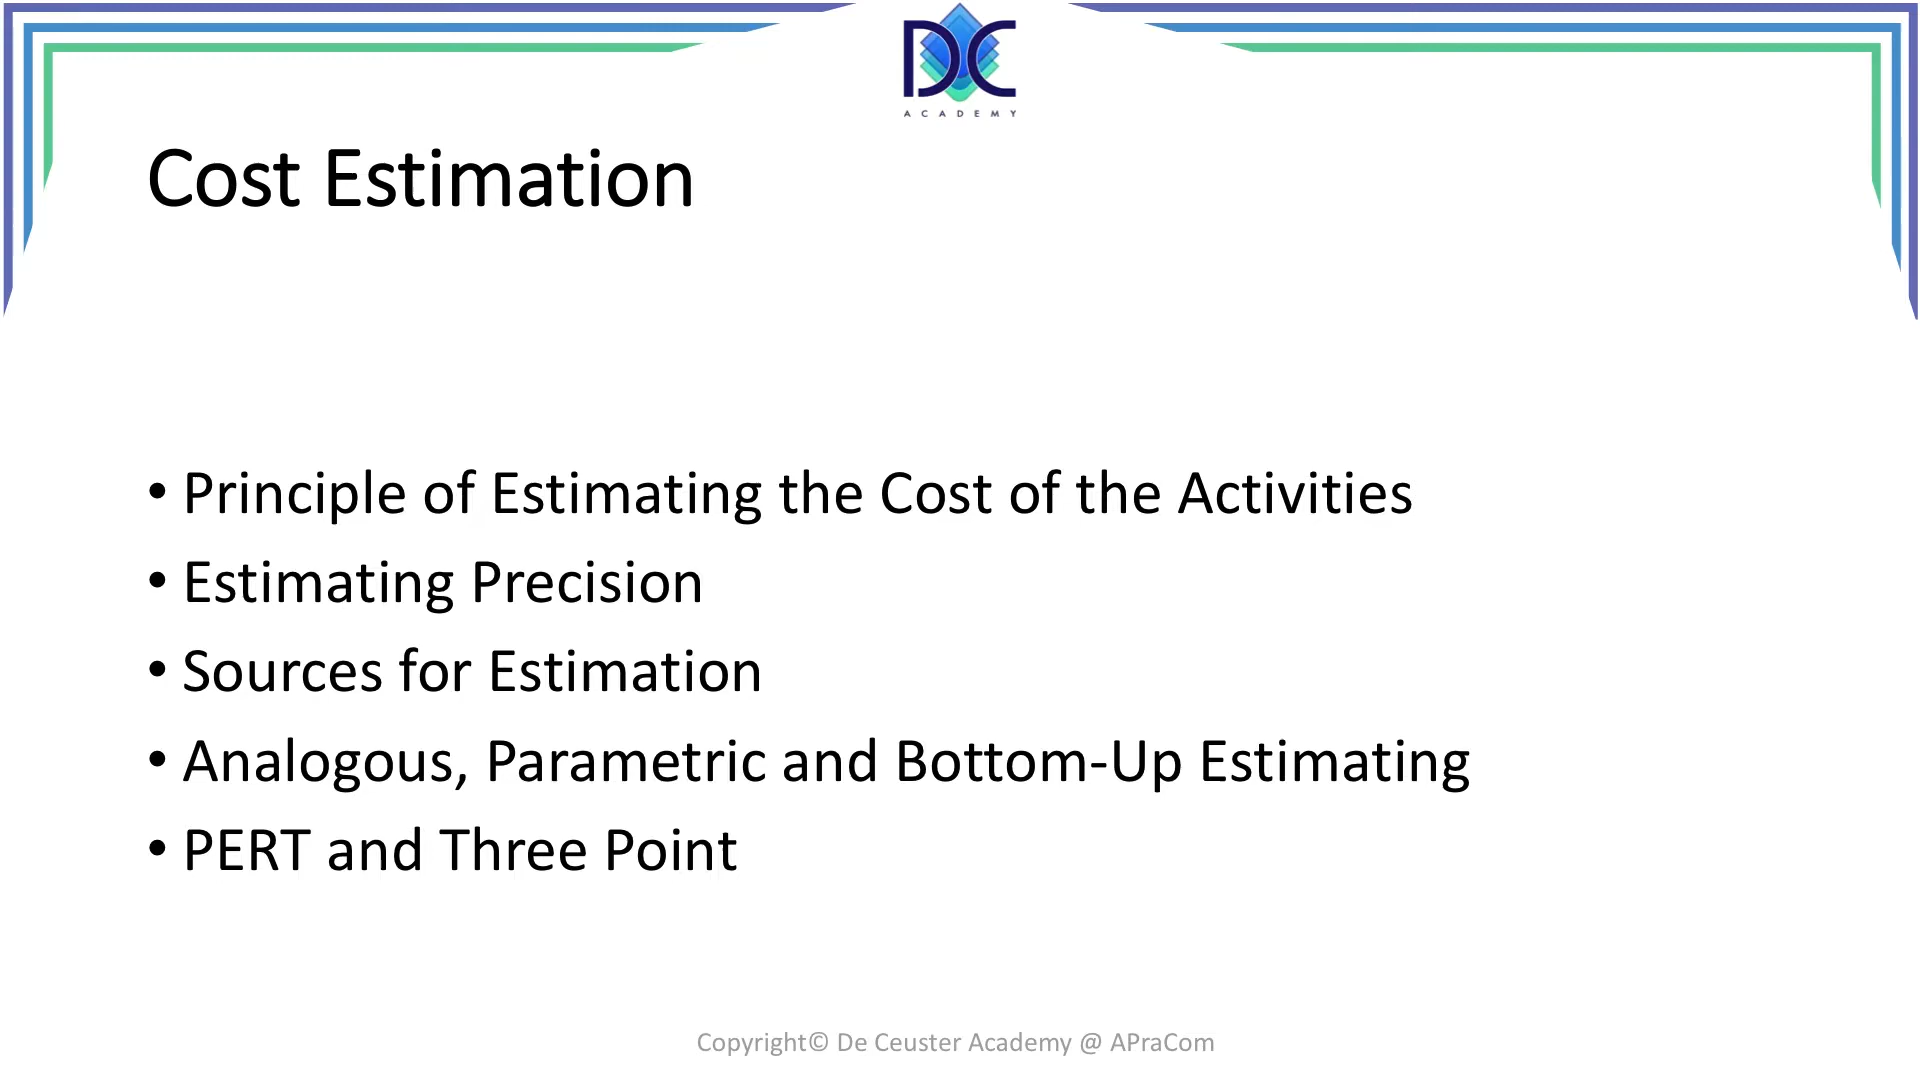 DC
ACADEMY
Cost Estimation
• Principle of Estimating the Cost of the Activities
• Estimating Precision
• Sources for Estimation
• Analogous, Parametric and Bottom-Up Estimating
• PERT and Three Point
Copyright© De Ceuster Academy @ APraCom